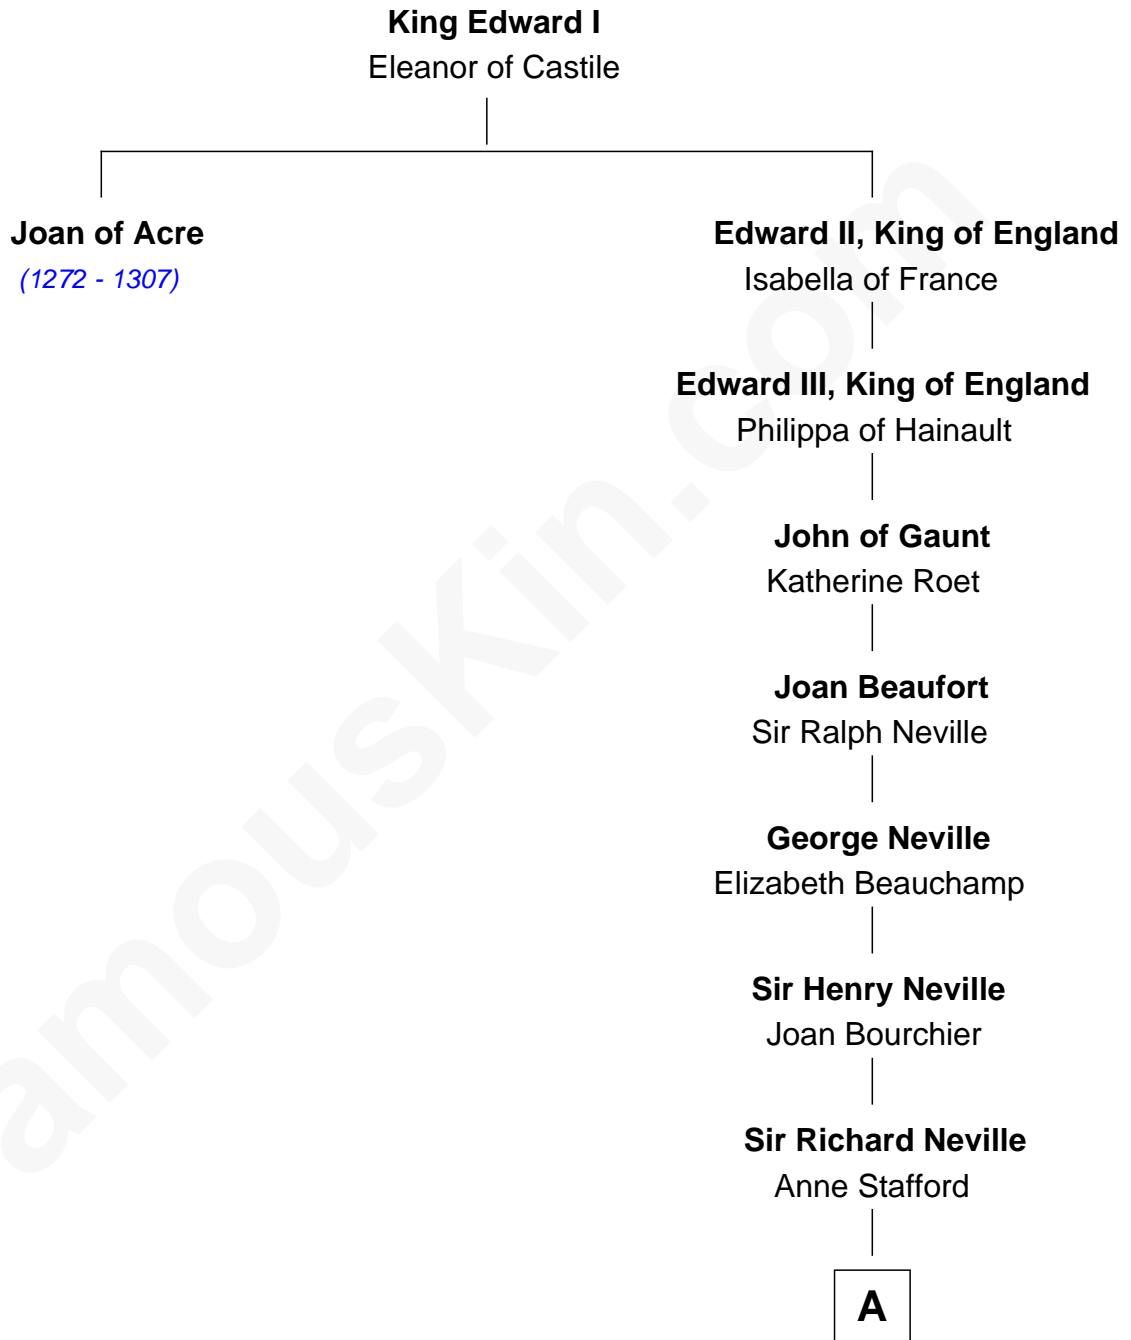 King Edward I
Eleanor of Castile
Joan of Acre
(1272 - 1307)
Edward II, King of England
Isabella of France
Edward III, King of England
Philippa of Hainault
John of Gaunt
Katherine Roet
Joan Beaufort
Sir Ralph Neville
George Neville
Elizabeth Beauchamp
Sir Henry Neville
Joan Bourchier
Sir Richard Neville
Anne Stafford
A
amousKin.com